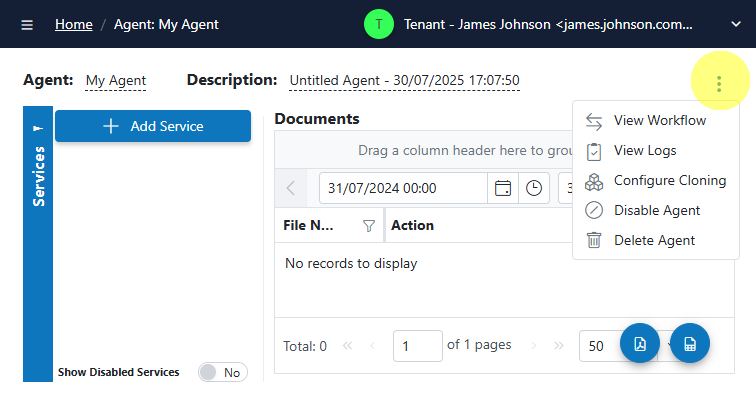 Home / Agent: My Agent
T Tenant - James Johnson <james.johnson.com...
Agent: My Agent Description: Untitled Agent - 30/07/2025 17:07:50
Services
Add Service
Documents
Drag a column header here to grou
31/07/2024 00:00 3
File N... Action
No records to display
View Workflow
View Logs
Configure Cloning
Disable Agent
Delete Agent
Total: 0 1 of 1 pages 50
Show Disabled Services No